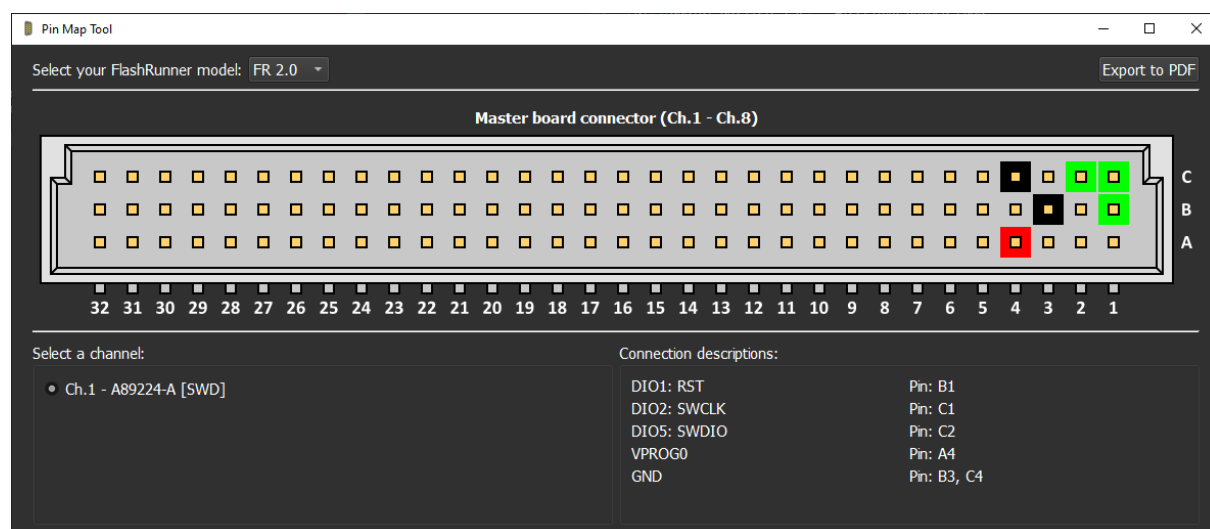 Pin Map Tool
Select your FlashRunner model: FR 2.0 Export to PDF
Master board connector (Ch.1 - Ch.8)
C
B
A
32 31 30 29 28 27 26 25 24 23 22 21 20 19 18 17 16 15 14 13 12 11 10 9 8 7 6 5 4 3 2 1
Select a channel:
Ch.1 - A89224-A [SWD]
Connection descriptions:
DIO1: RST Pin: B1
DIO2: SWCLK Pin: C1
DIO5: SWDIO Pin: C2
VPROG0 Pin: A4
GND Pin: B3, C4